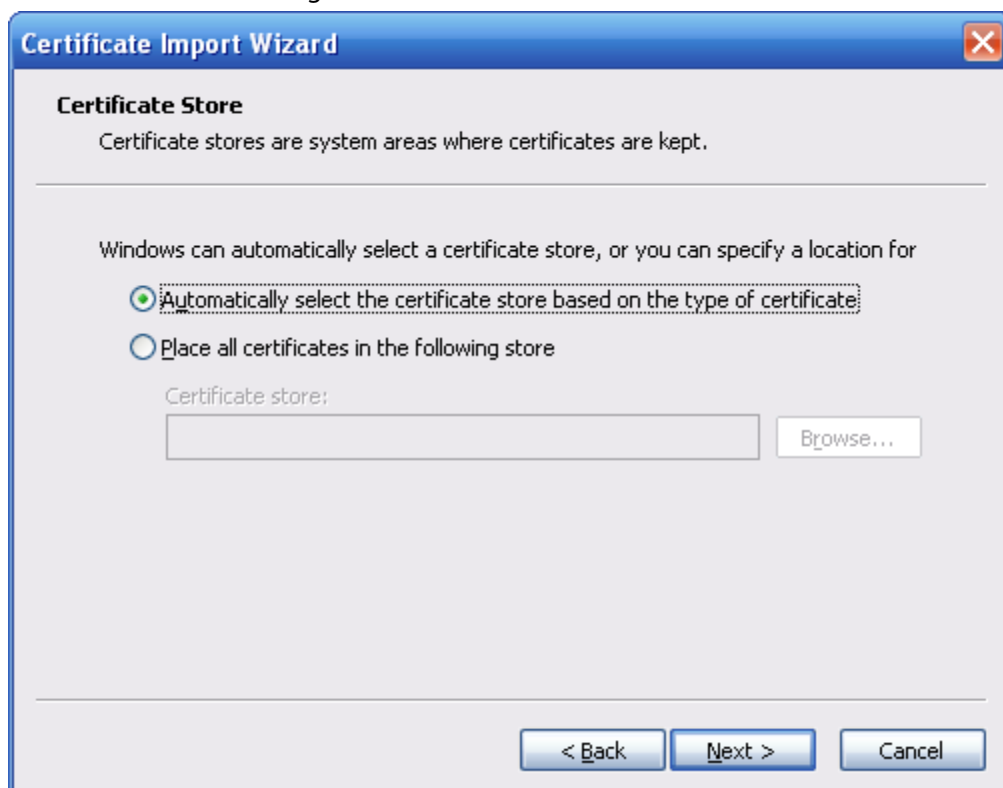 Certificate Import Wizard
Certificate Store
Certificate stores are system areas where certificates are kept.
Windows can automatically select a certificate store, or you can specify a location for
Automatically select the certificate store based on the type of certificate
Place all certificates in the following store
Certificate store:
Browse...
< Back Next > Cancel